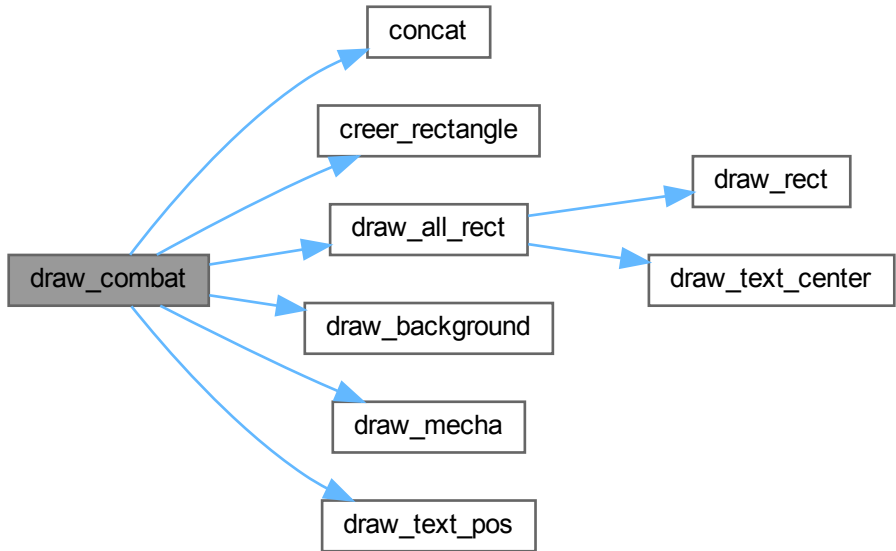 concat
creer_rectangle
draw_rect
draw_all_rect
draw_combat
draw_text_center
draw_background
draw_mecha
draw_text_pos